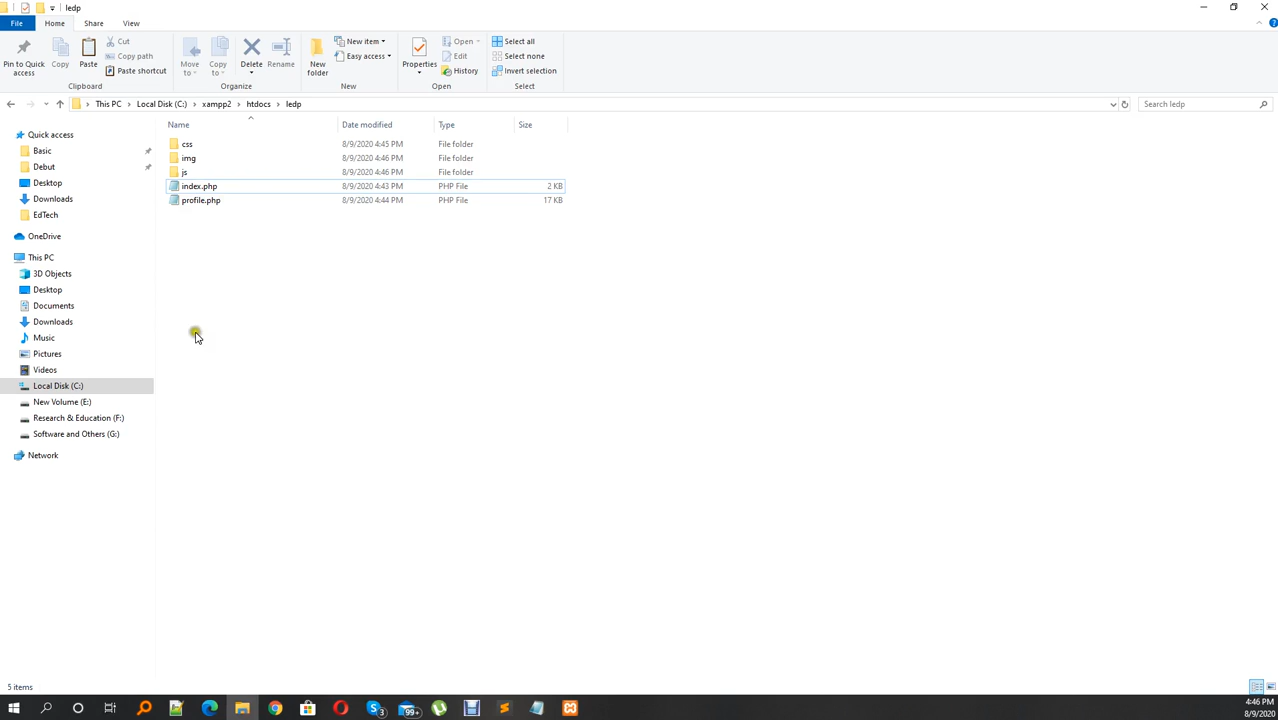 ledp
File Home Share View
Pin to Quick access
Copy
Paste
Cut
Copy path
Paste shortcut
Clipboard
Move to
Copy to
Delete
Rename
Organize
New folder
New item
Easy access
New
Properties
Open
Edit
History
Open
Select all
Select none
Invert selection
Select
This PC > Local Disk (C:) > xampp2 > htdocs > ledp
Search ledp
Name Date modified Type Size
css 8/9/2020 4:45 PM File folder
img 8/9/2020 4:46 PM File folder
js 8/9/2020 4:46 PM File folder
index.php 8/9/2020 4:43 PM PHP File 2 KB
profile.php 8/9/2020 4:44 PM PHP File 17 KB
Quick access
Basic
Debut
Desktop
Downloads
EdTech
OneDrive
This PC
3D Objects
Desktop
Documents
Downloads
Music
Pictures
Videos
Local Disk (C:)
New Volume (E:)
Research & Education (F:)
Software and Others (G:)
Network
5 items
3
99+
4:46 PM
8/9/2020